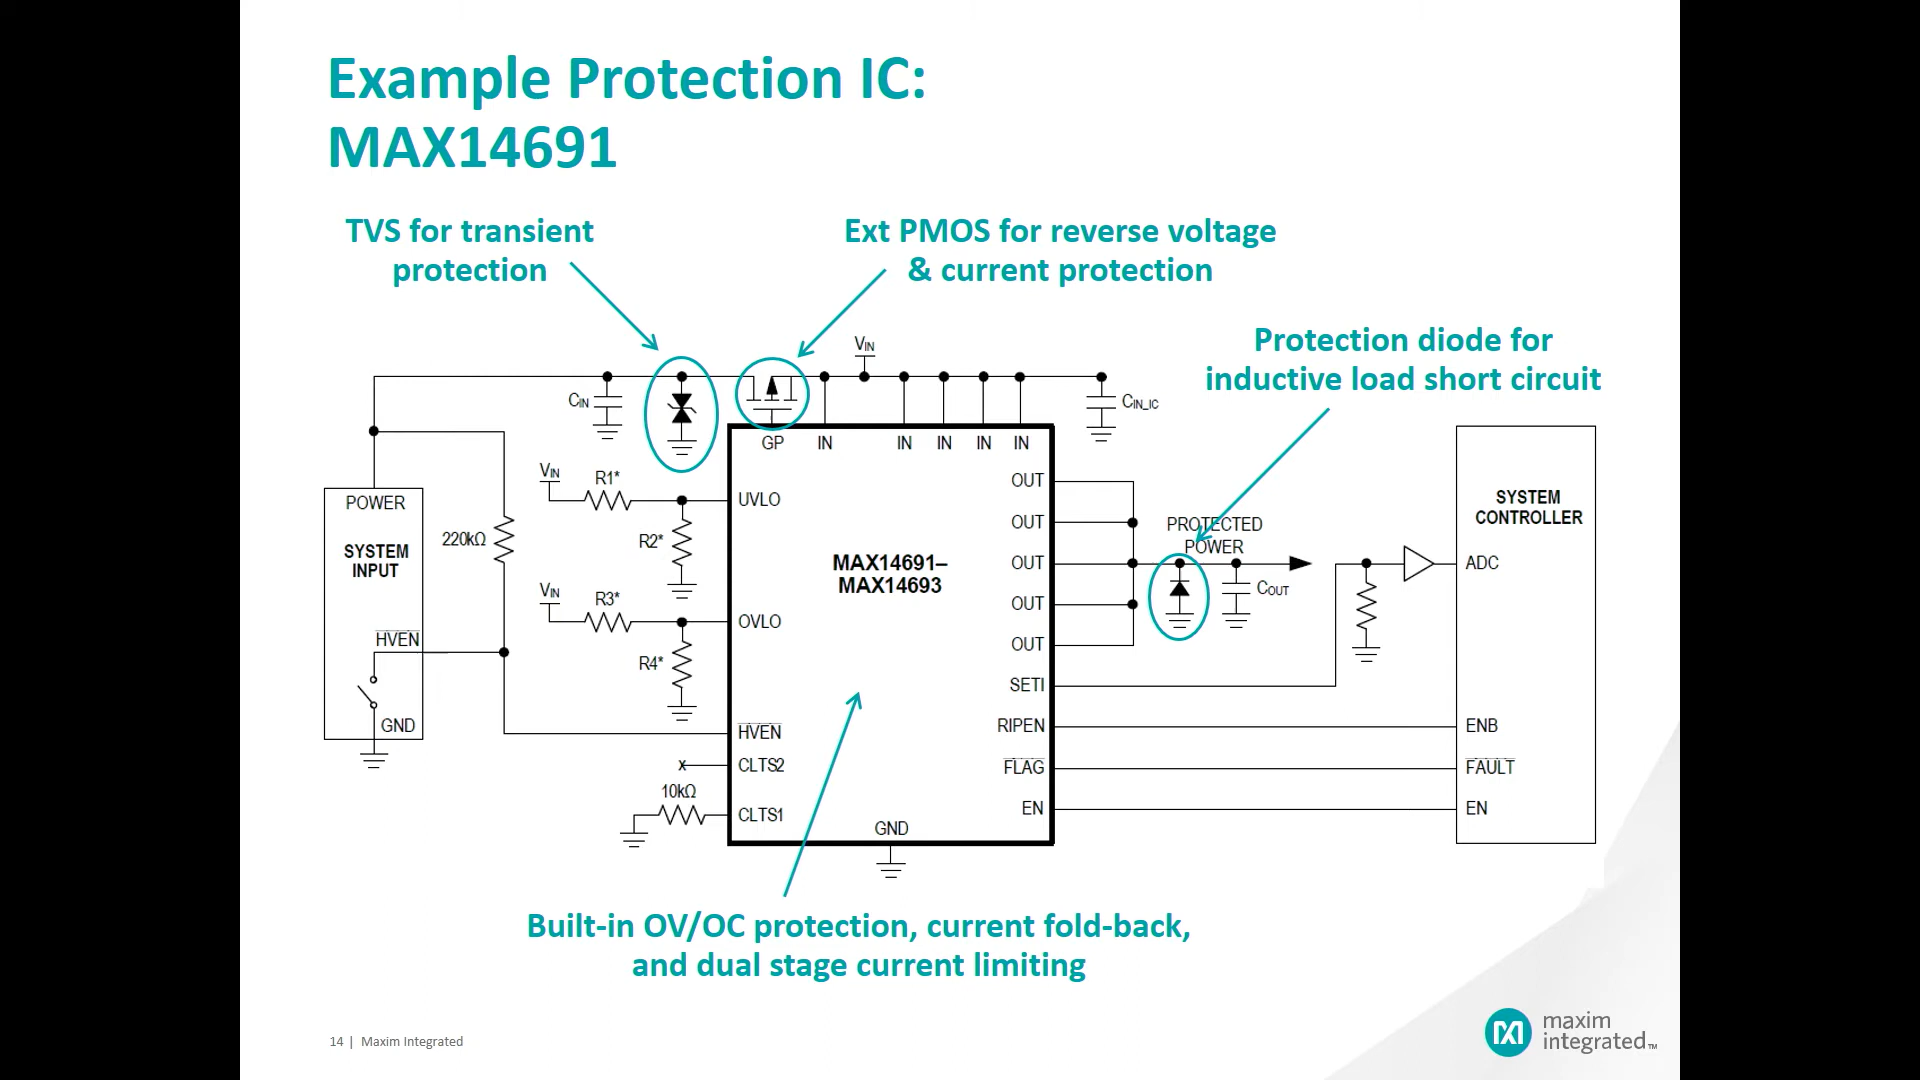 Example Protection IC:
MAX14691
TVS for transient
protection
Ext PMOS for reverse voltage
& current protection
Protection diode for
inductive load short circuit
VIN
CIN
CIN_IC
GP
IN
IN
IN
IN
IN
POWER
SYSTEM
INPUT
HVEN
GND
220kΩ
VIN
R1*
R2*
VIN
R3*
R4*
UVLO
OVLO
HVEN
CLTS2
x
10kΩ
CLTS1
MAX14691–
MAX14693
GND
OUT
OUT
OUT
OUT
OUT
SETI
RIPEN
FLAG
EN
PROTECTED
POWER
COUT
SYSTEM
CONTROLLER
ADC
ENB
FAULT
EN
Built-in OV/OC protection, current fold-back,
and dual stage current limiting
14 | Maxim Integrated
maxim
integrated™